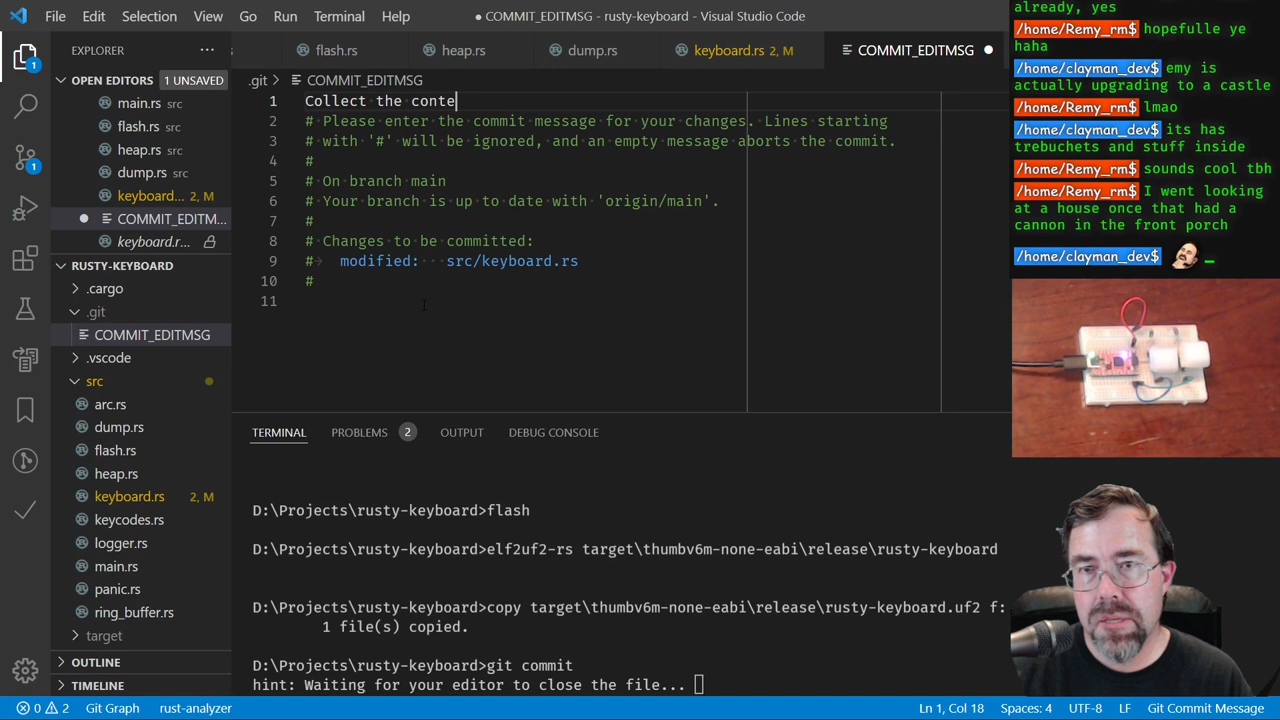 File Edit Selection View Go Run Terminal Help
● COMMIT_EDITMSG - rusty-keyboard - Visual Studio Code
EXPLORER ...
OPEN EDITORS 1 UNSAVED
main.rs src
flash.rs src
heap.rs src
dump.rs src
keyboard... 2, M
● COMMIT_EDITM...
keyboard.r...
RUSTY-KEYBOARD
.cargo
.git
COMMIT_EDITMSG
.vscode
src
arc.rs
dump.rs
flash.rs
heap.rs
keyboard.rs 2, M
keycodes.rs
logger.rs
main.rs
panic.rs
ring_buffer.rs
target
OUTLINE
TIMELINE
flash.rs heap.rs dump.rs keyboard.rs 2, M COMMIT_EDITMSG ●
.git > COMMIT_EDITMSG
1 Collect the conte
2 # Please enter the commit message for your changes. Lines starting
3 # with '#' will be ignored, and an empty message aborts the commit.
4 #
5 # On branch main
6 # Your branch is up to date with 'origin/main'.
7 #
8 # Changes to be committed:
9 # modified: src/keyboard.rs
10 #
11
TERMINAL PROBLEMS 2 OUTPUT DEBUG CONSOLE
D:\Projects\rusty-keyboard>flash
D:\Projects\rusty-keyboard>elf2uf2-rs target\thumbv6m-none-eabi\release\rusty-keyboard
D:\Projects\rusty-keyboard>copy target\thumbv6m-none-eabi\release\rusty-keyboard.uf2 f:
1 file(s) copied.
D:\Projects\rusty-keyboard>git commit
hint: Waiting for your editor to close the file...
already, yes
/home/Remy_rm$ hopefulle ye
haha
/home/clayman_dev$ emy is
actually upgrading to a castle
/home/Remy_rm$ lmao
/home/clayman_dev$ its has
trebuchets and stuff inside
/home/Remy_rm$ sounds cool tbh
/home/Remy_rm$ I went looking
at a house once that had a
cannon in the front porch
/home/clayman_dev$ _
0 2 Git Graph rust-analyzer Ln 1, Col 18 Spaces: 4 UTF-8 LF Git Commit Message